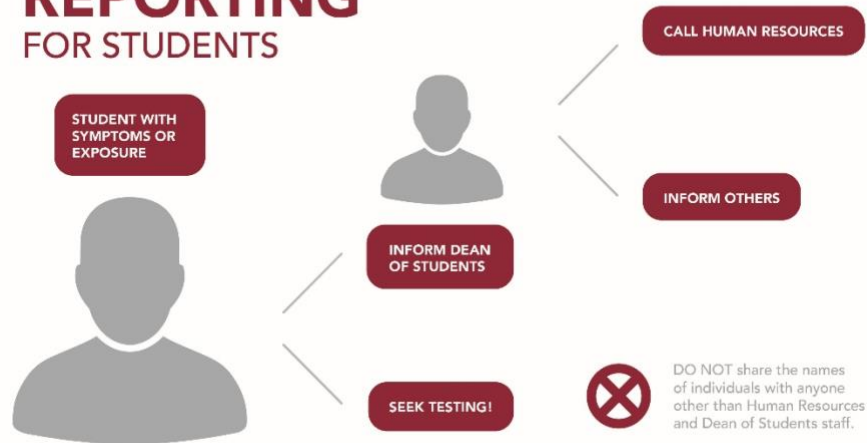 REPORTING
FOR STUDENTS
STUDENT WITH
SYMPTOMS OR
EXPOSURE
INFORM DEAN
OF STUDENTS
SEEK TESTING!
CALL HUMAN RESOURCES
INFORM OTHERS
DO NOT share the names
of individuals with anyone
other than Human Resources
and Dean of Students staff.